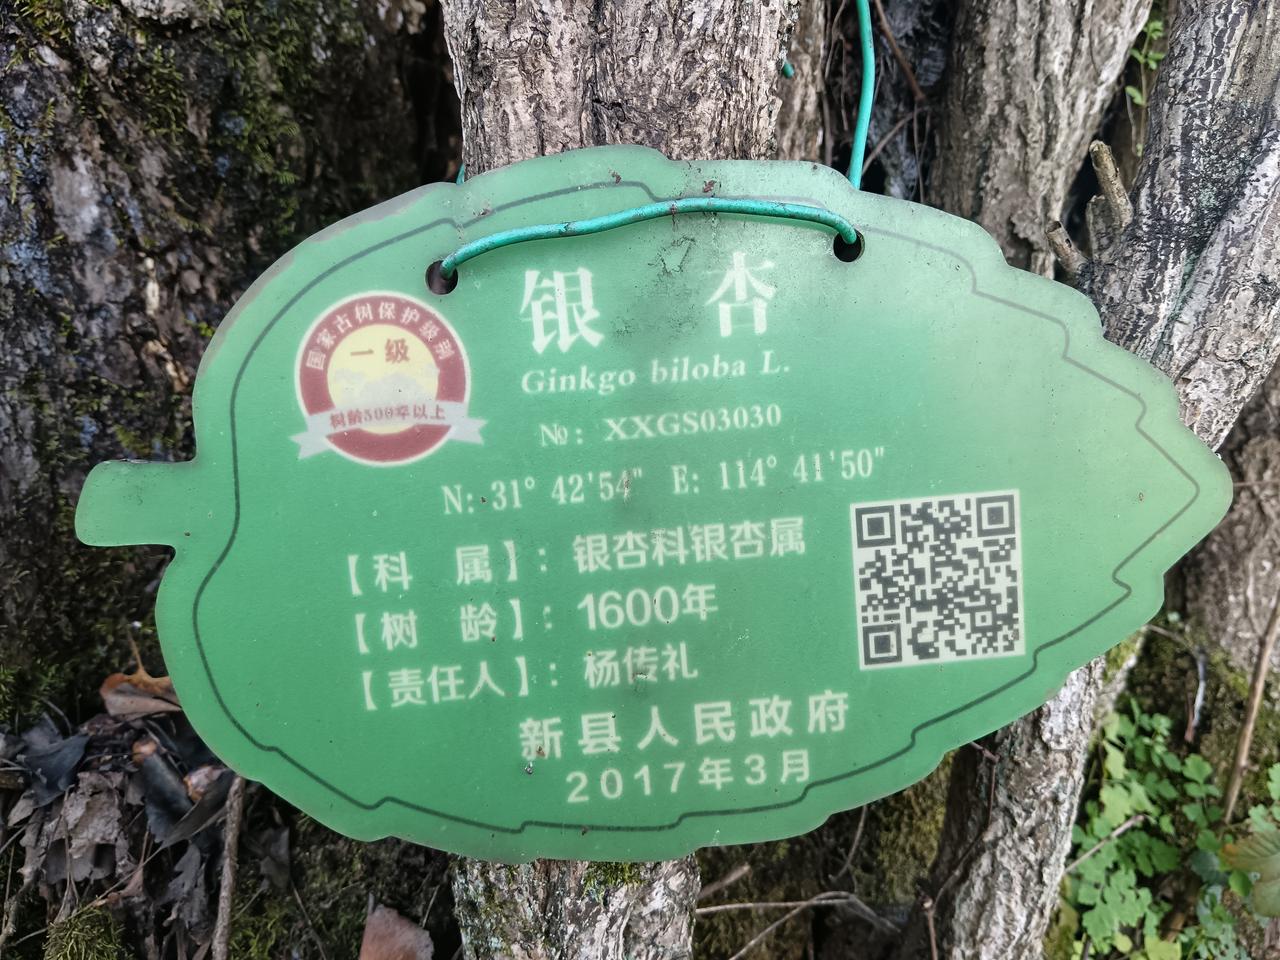 国家古树保护级别
一级
树龄500年以上
银 杏
Ginkgo biloba L.
№: XXGS03030
N: 31° 42'54" E: 114° 41'50"
【科 属】: 银杏科银杏属
【树 龄】: 1600年
【责任人】: 杨传礼
新县人民政府
2017年3月